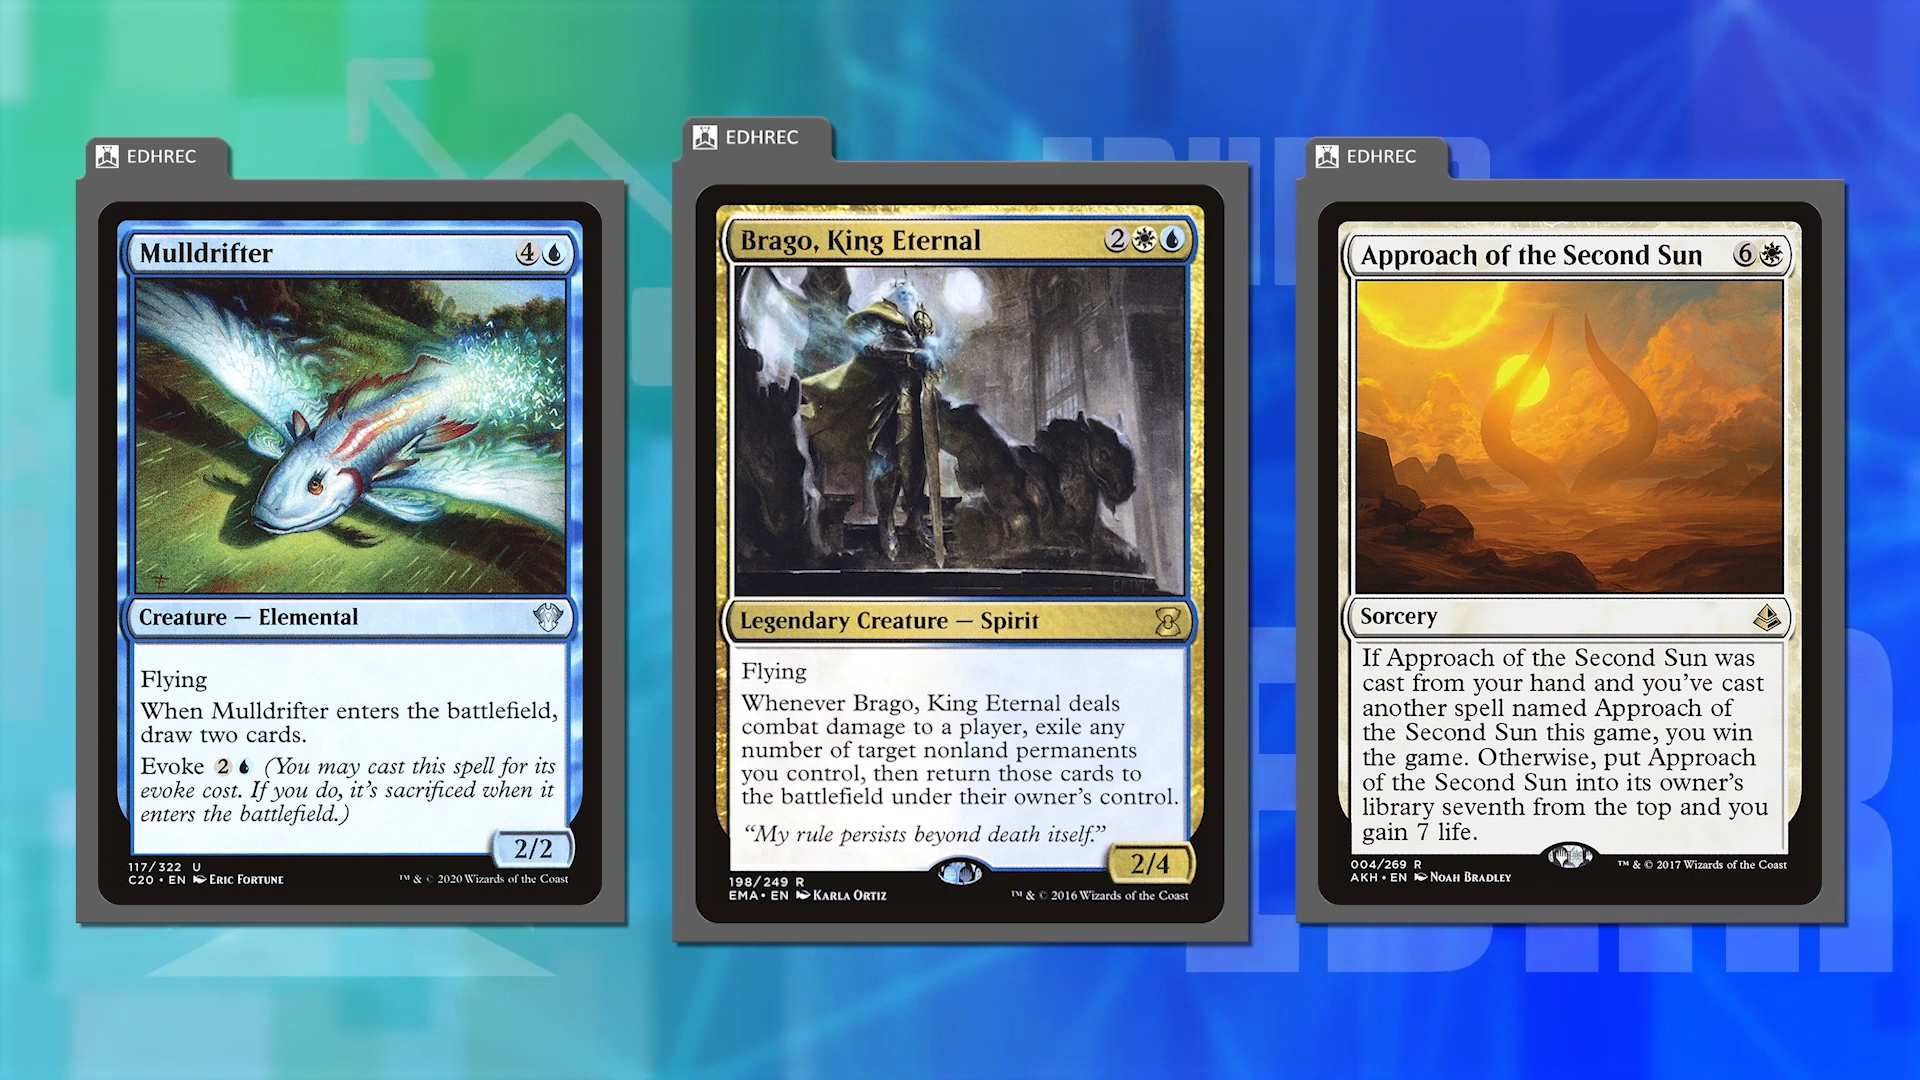 EDHREC
Mulldrifter 4
Creature — Elemental
Flying
When Mulldrifter enters the battlefield,
draw two cards.
Evoke 2 (You may cast this spell for its
evoke cost. If you do, it's sacrificed when it
enters the battlefield.)
2/2
117/322 U
C20 • EN Eric Fortune
™ & © 2020 Wizards of the Coast
EDHREC
Brago, King Eternal 2
Legendary Creature — Spirit
Flying
Whenever Brago, King Eternal deals
combat damage to a player, exile any
number of target nonland permanents
you control, then return those cards to
the battlefield under their owner's control.
“My rule persists beyond death itself.”
2/4
198/249 R
EMA • EN Karla Ortiz
™ & © 2016 Wizards of the Coast
EDHREC
Approach of the Second Sun 6
Sorcery
If Approach of the Second Sun was
cast from your hand and you've cast
another spell named Approach of
the Second Sun this game, you win
the game. Otherwise, put Approach
of the Second Sun into its owner's
library seventh from the top and you
gain 7 life.
004/269 R
AKH • EN Noah Bradley
™ & © 2017 Wizards of the Coast